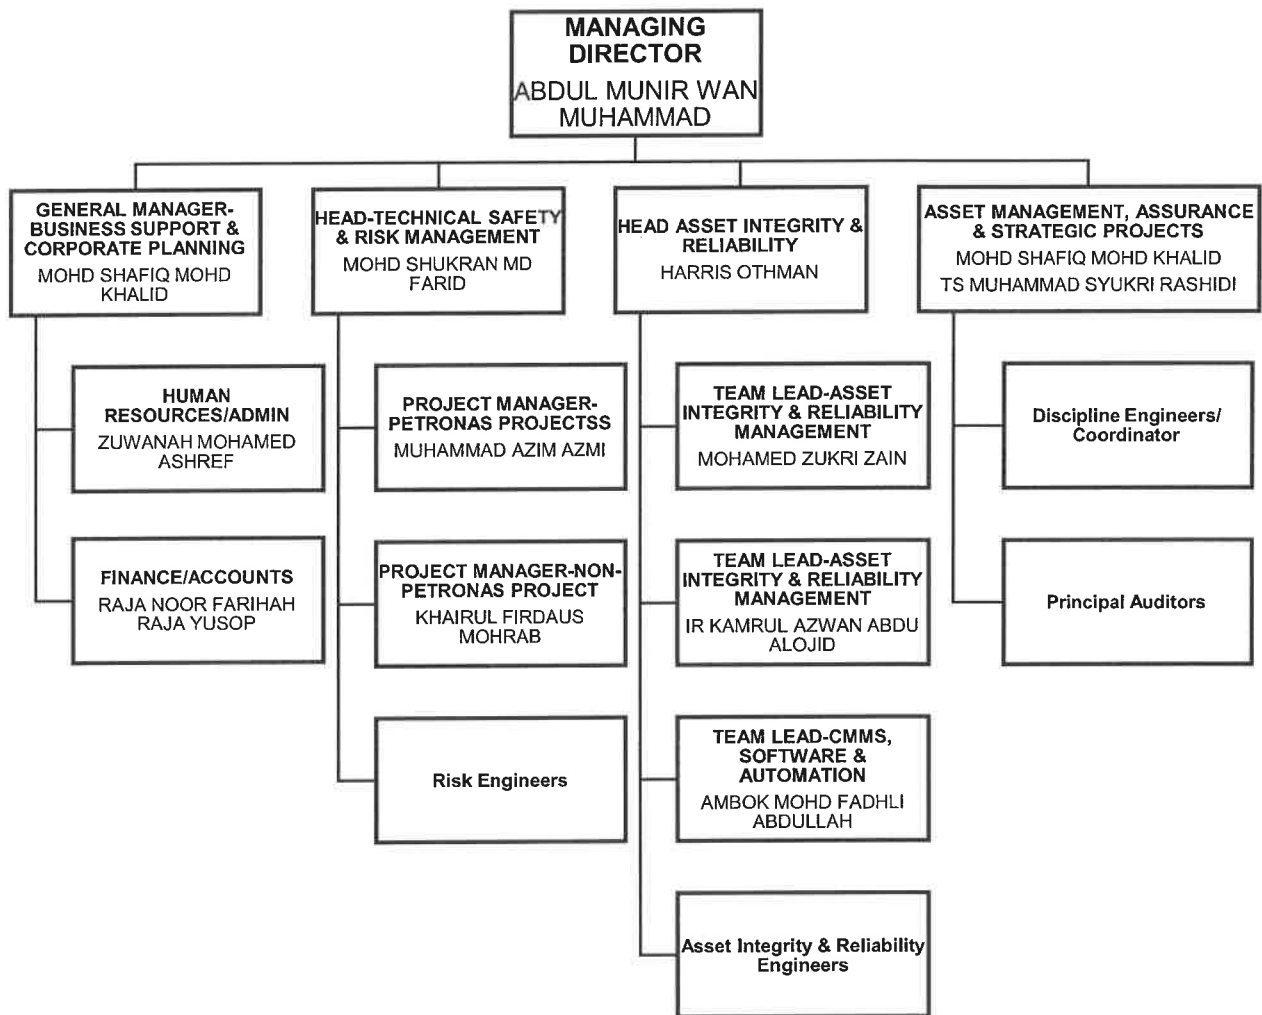 MANAGING
DIRECTOR
ABDUL MUNIR WAN
MUHAMMAD
GENERAL MANAGER-
BUSINESS SUPPORT &
CORPORATE PLANNING
MOHD SHAFIQ MOHD
KHALID
HUMAN
RESOURCES/ADMIN
ZUWANAH MOHAMED
ASHREF
FINANCE/ACCOUNTS
RAJA NOOR FARIHAH
RAJA YUSOP
HEAD-TECHNICAL SAFETY
& RISK MANAGEMENT
MOHD SHUKRAN MD
FARID
PROJECT MANAGER-
PETRONAS PROJECTSS
MUHAMMAD AZIM AZMI
PROJECT MANAGER-NON-
PETRONAS PROJECT
KHAIRUL FIRDAUS
MOHRAB
Risk Engineers
HEAD ASSET INTEGRITY &
RELIABILITY
HARRIS OTHMAN
TEAM LEAD-ASSET
INTEGRITY & RELIABILITY
MANAGEMENT
MOHAMED ZUKRI ZAIN
TEAM LEAD-ASSET
INTEGRITY & RELIABILITY
MANAGEMENT
IR KAMRUL AZWAN ABDU
ALOJID
TEAM LEAD-CMMS,
SOFTWARE &
AUTOMATION
AMBOK MOHD FADHLI
ABDULLAH
Asset Integrity & Reliability
Engineers
ASSET MANAGEMENT, ASSURANCE
& STRATEGIC PROJECTS
MOHD SHAFIQ MOHD KHALID
TS MUHAMMAD SYUKRI RASHIDI
Discipline Engineers/
Coordinator
Principal Auditors